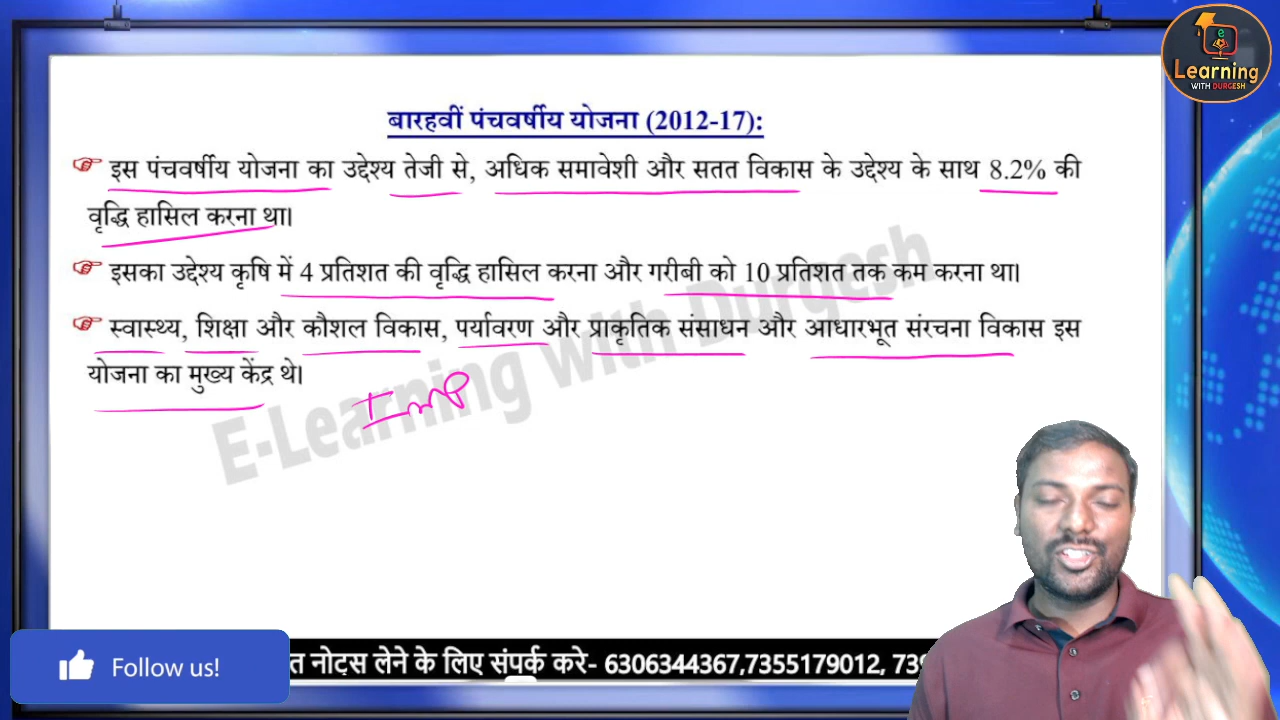 e
Learning
WITH DURGESH
बारहवीं पंचवर्षीय योजना (2012-17):
इस पंचवर्षीय योजना का उद्देश्य तेजी से, अधिक समावेशी और सतत विकास के उद्देश्य के साथ 8.2% की
वृद्धि हासिल करना था।
इसका उद्देश्य कृषि में 4 प्रतिशत की वृद्धि हासिल करना और गरीबी को 10 प्रतिशत तक कम करना था।
स्वास्थ्य, शिक्षा और कौशल विकास, पर्यावरण और प्राकृतिक संसाधन और आधारभूत संरचना विकास इस
योजना का मुख्य केंद्र थे।
Imp
E-Learning with Durgesh
Follow us!
नोट्स लेने के लिए संपर्क करे- 6306344367,7355179012,